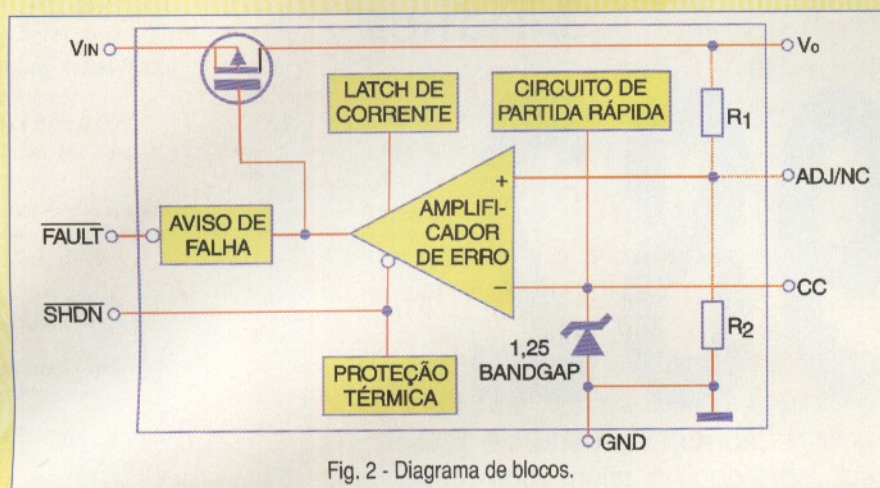 VIN
Vo
LATCH DE
CORRENTE
CIRCUITO DE
PARTIDA RÁPIDA
R1
+
ADJ/NC
AMPLIFI-
CADOR
DE ERRO
FAULT
AVISO DE
FALHA
–
CC
SHDN
1,25
BANDGAP
R2
PROTEÇÃO
TÉRMICA
GND
Fig. 2 - Diagrama de blocos.